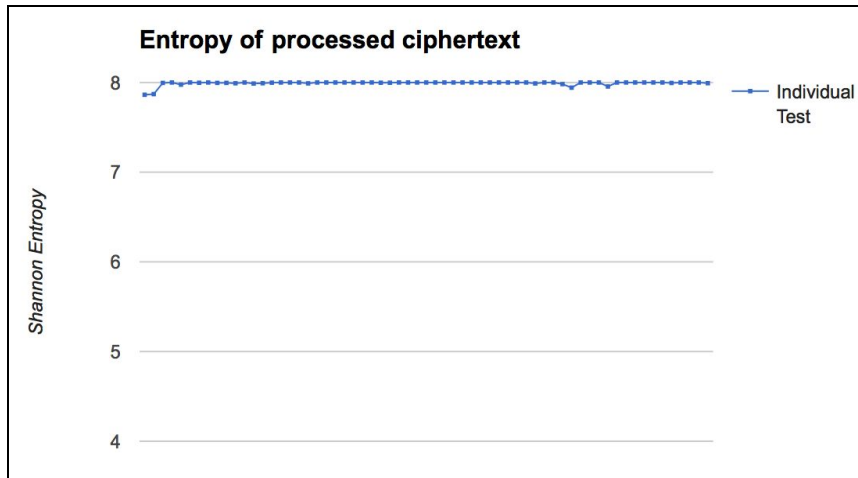 Entropy of processed ciphertext
8
7
6
5
4
Shannon Entropy
Individual
Test